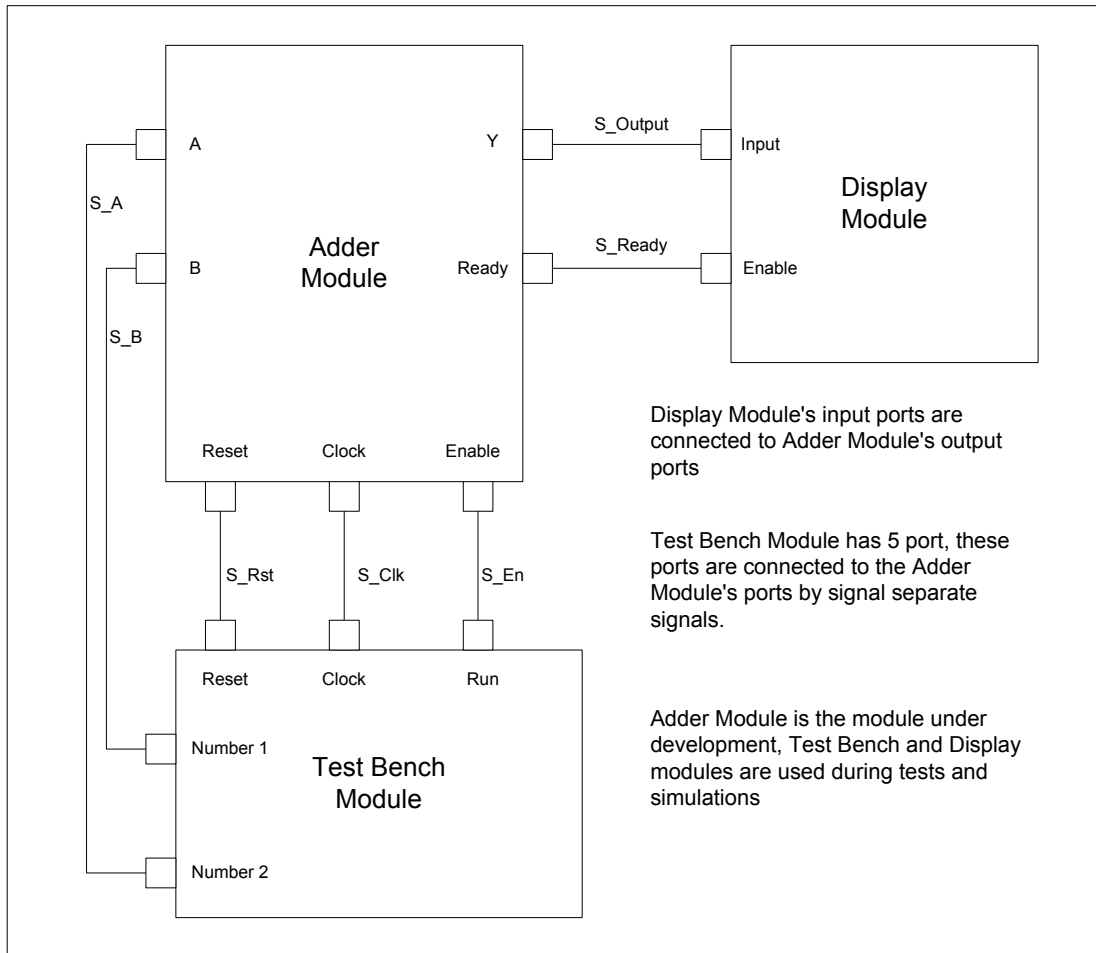 A
Y
S_Output
Input
Display
Module
S_A
Adder
Module
B
Ready
S_Ready
Enable
S_B
Display Module's input ports are
connected to Adder Module's output
ports
Reset
Clock
Enable
Test Bench Module has 5 port, these
ports are connected to the Adder
Module's ports by signal separate
signals.
S_Rst
S_Clk
S_En
Reset
Clock
Run
Number 1
Test Bench
Module
Number 2
Adder Module is the module under
development, Test Bench and Display
modules are used during tests and
simulations